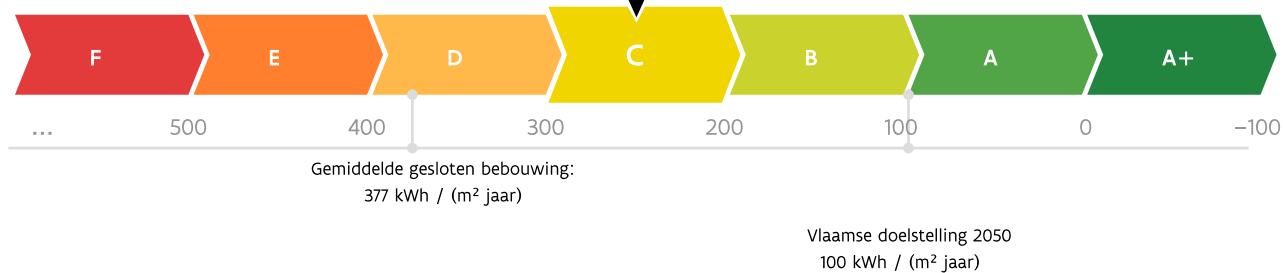 F E D C B A A+
... 500 400 300 200 100 0 –100
Gemiddelde gesloten bebouwing:
377 kWh / (m² jaar)
Vlaamse doelstelling 2050
100 kWh / (m² jaar)